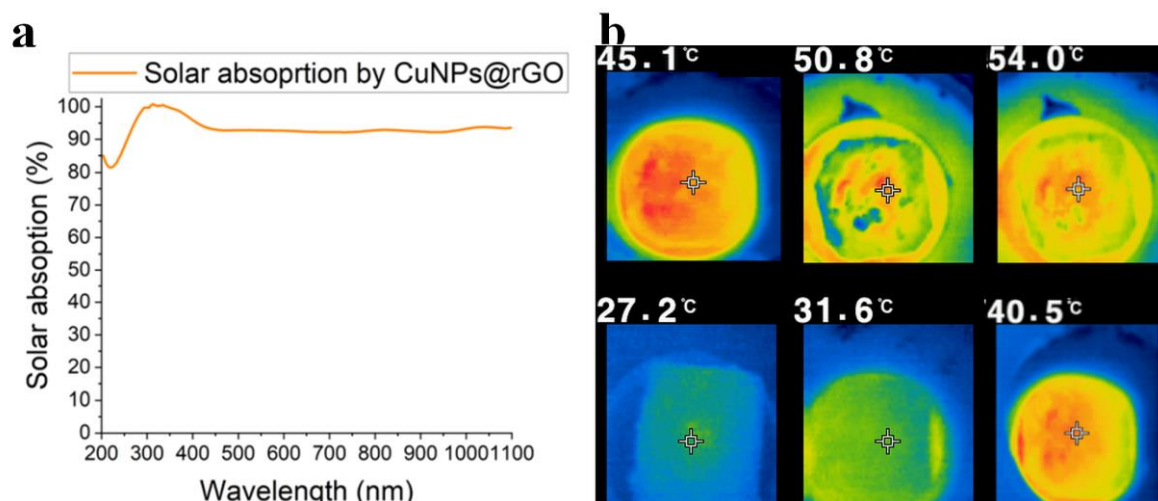 a
Solar absoprtion by CuNPs@rGO
Solar absoption (%)
100
90
80
70
60
50
40
30
20
10
0
200 300 400 500 600 700 800 900 10001100
Wavelength (nm)
b
45.1℃ 50.8℃ 54.0℃
27.2℃ 31.6℃ 40.5℃